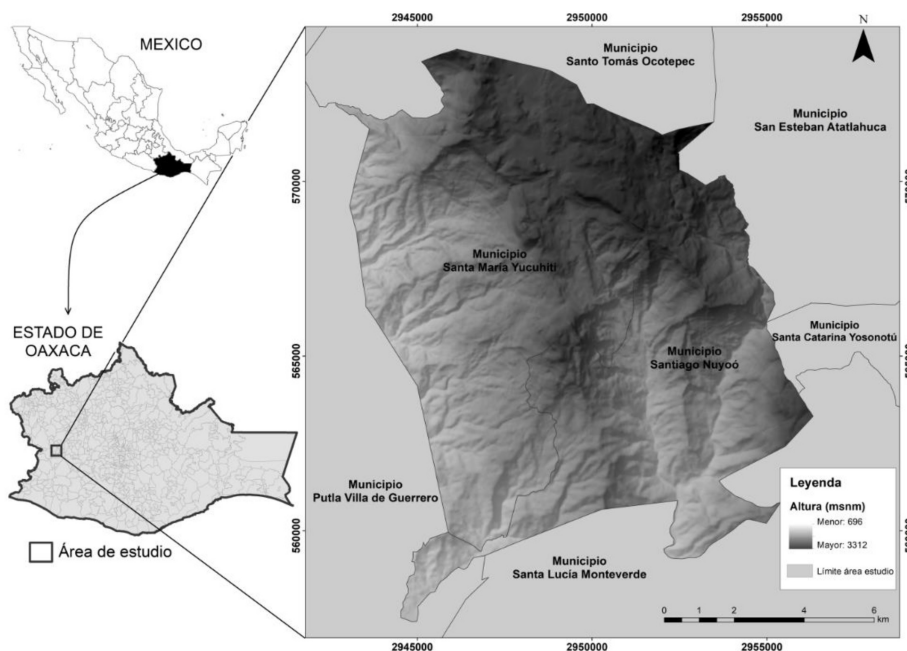 MEXICO
ESTADO DE
OAXACA
Área de estudio
2945000
2950000
2955000
N
Municipio
Santo Tomás Ocotepec
Municipio
San Esteban Atatlahuca
570000
570000
Municipio
Santa María Yucuhiti
Municipio
Santa Catarina Yosonotú
Municipio
Santiago Nuyoó
565000
Municipio
Putla Villa de Guerrero
560000
Leyenda
Altura (msnm)
Menor: 696
Mayor: 3312
Límite área estudio
Municipio
Santa Lucía Monteverde
0 0.5 1 2 4 6
km
2945000
2950000
2955000